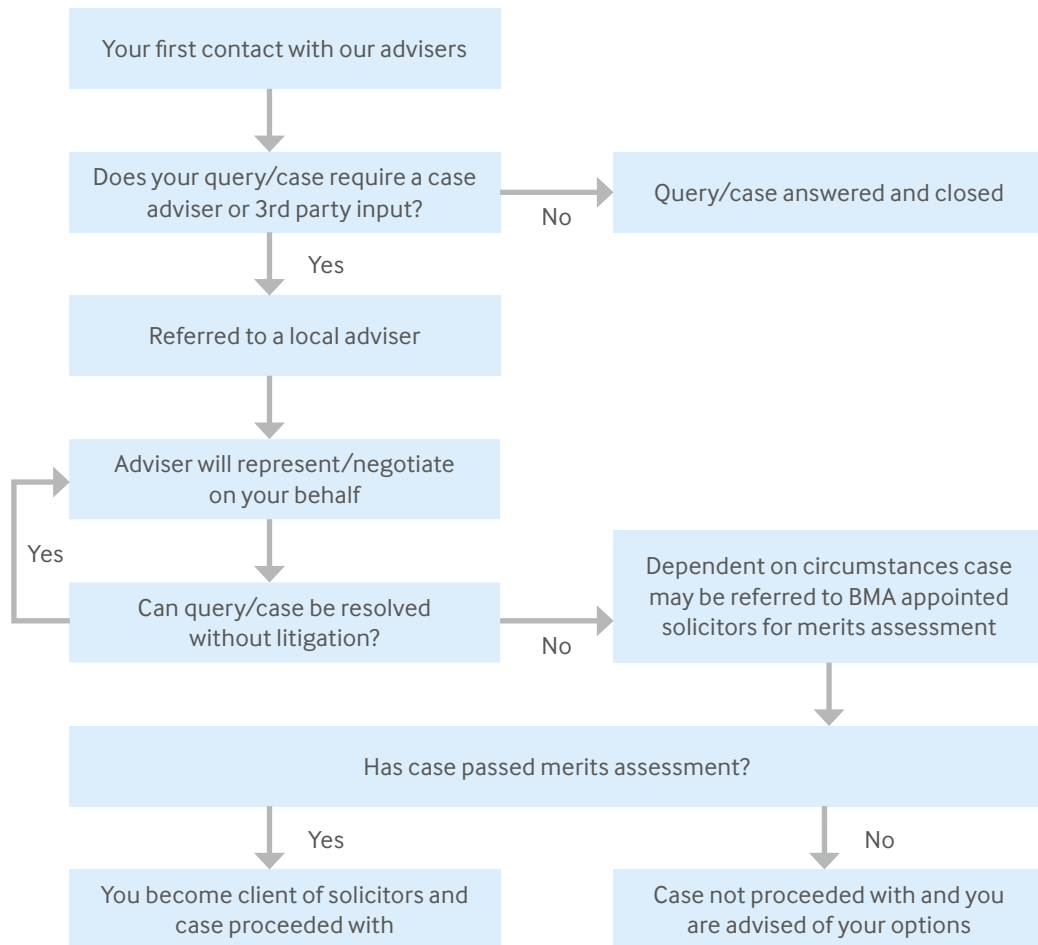 Your first contact with our advisers
Does your query/case require a case
adviser or 3rd party input?
No
Query/case answered and closed
Yes
Referred to a local adviser
Adviser will represent/negotiate
on your behalf
Yes
Can query/case be resolved
without litigation?
No
Dependent on circumstances case
may be referred to BMA appointed
solicitors for merits assessment
Has case passed merits assessment?
Yes
No
You become client of solicitors and
case proceeded with
Case not proceeded with and you
are advised of your options